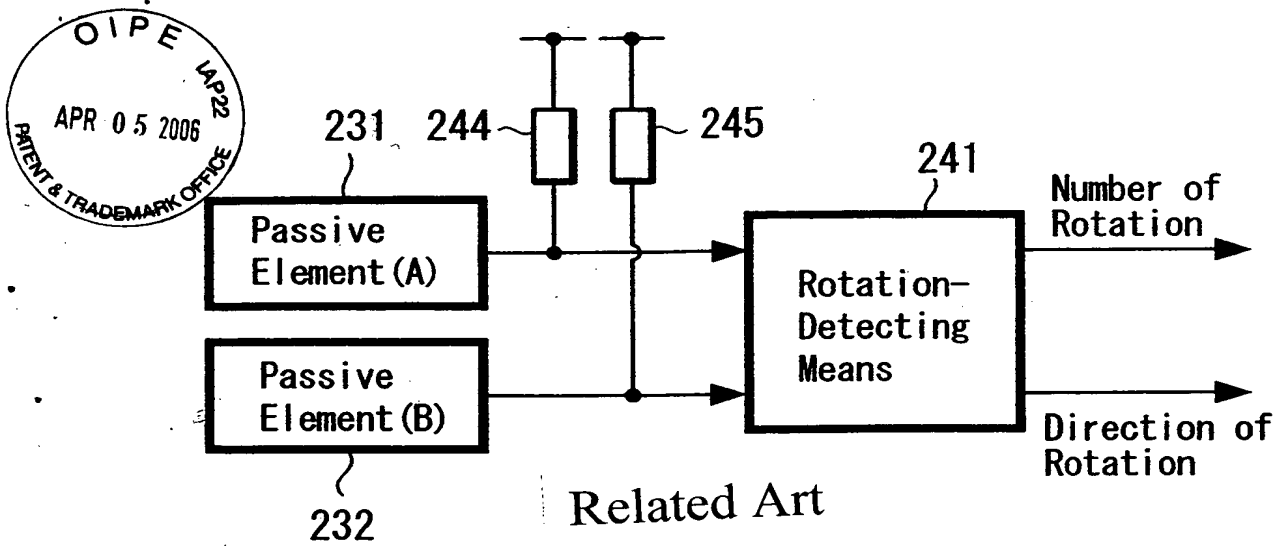 OIPE
IAP22
APR 05 2006
PATENT & TRADEMARK OFFICE
231
244
245
241
Passive
Element(A)
Passive
Element(B)
232
Rotation-
Detecting
Means
Number of
Rotation
Direction of
Rotation
Related Art